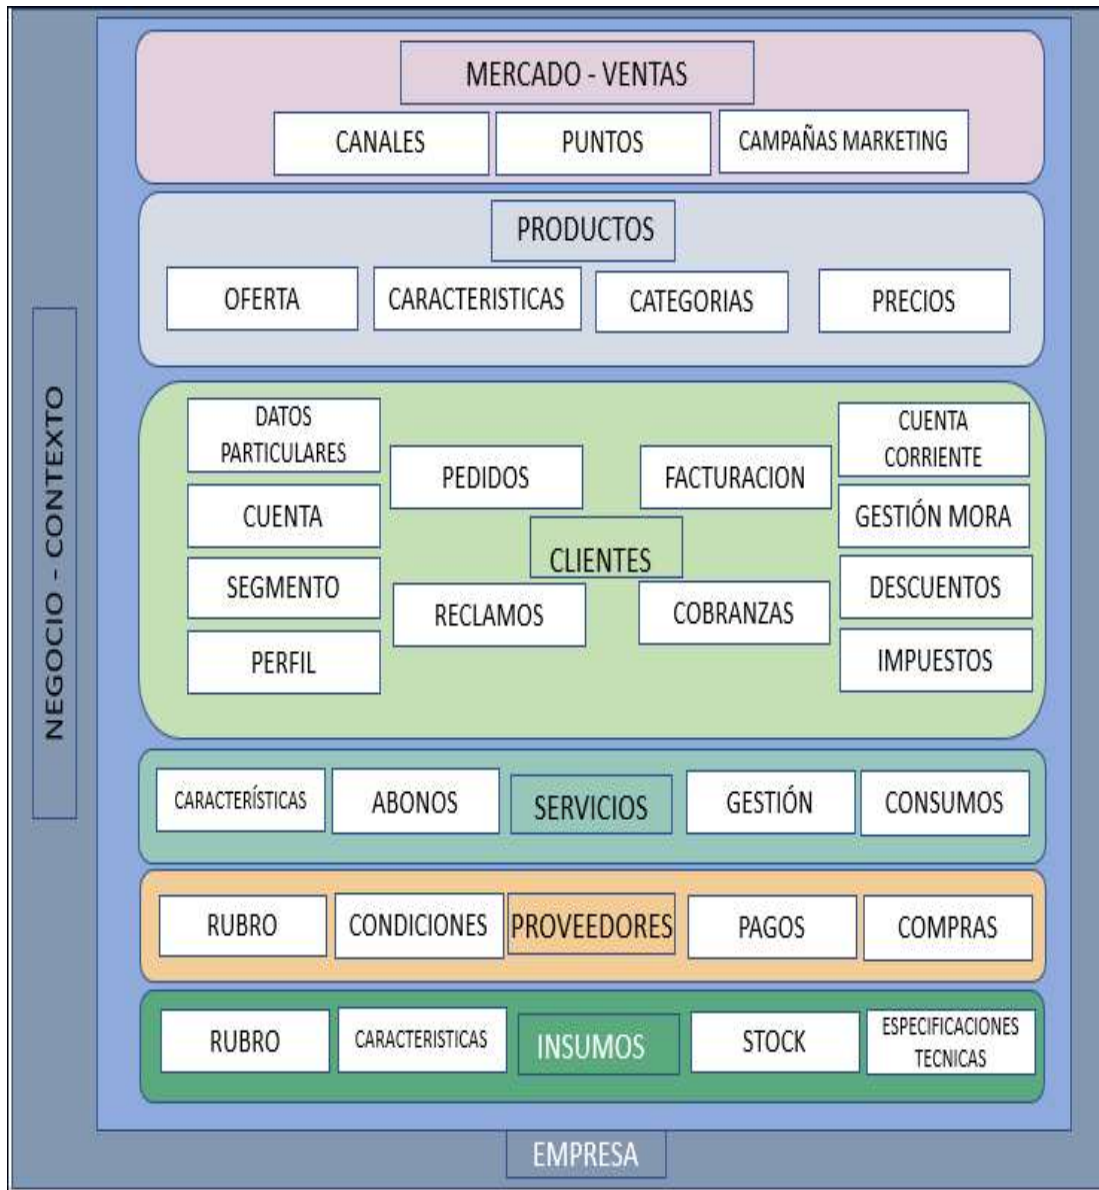 MERCADO - VENTAS
CANALES
PUNTOS
CAMPAÑAS MARKETING
PRODUCTOS
OFERTA
CARACTERISTICAS
CATEGORIAS
PRECIOS
NEGOCIO - CONTEXTO
DATOS
PARTICULARES
CUENTA
SEGMENTO
PERFIL
PEDIDOS
RECLAMOS
CLIENTES
FACTURACION
COBRANZAS
CUENTA
CORRIENTE
GESTIÓN MORA
DESCUENTOS
IMPUESTOS
CARACTERÍSTICAS
ABONOS
SERVICIOS
GESTIÓN
CONSUMOS
RUBRO
CONDICIONES
PROVEEDORES
PAGOS
COMPRAS
RUBRO
CARACTERISTICAS
INSUMOS
STOCK
ESPECIFICACIONES
TECNICAS
EMPRESA